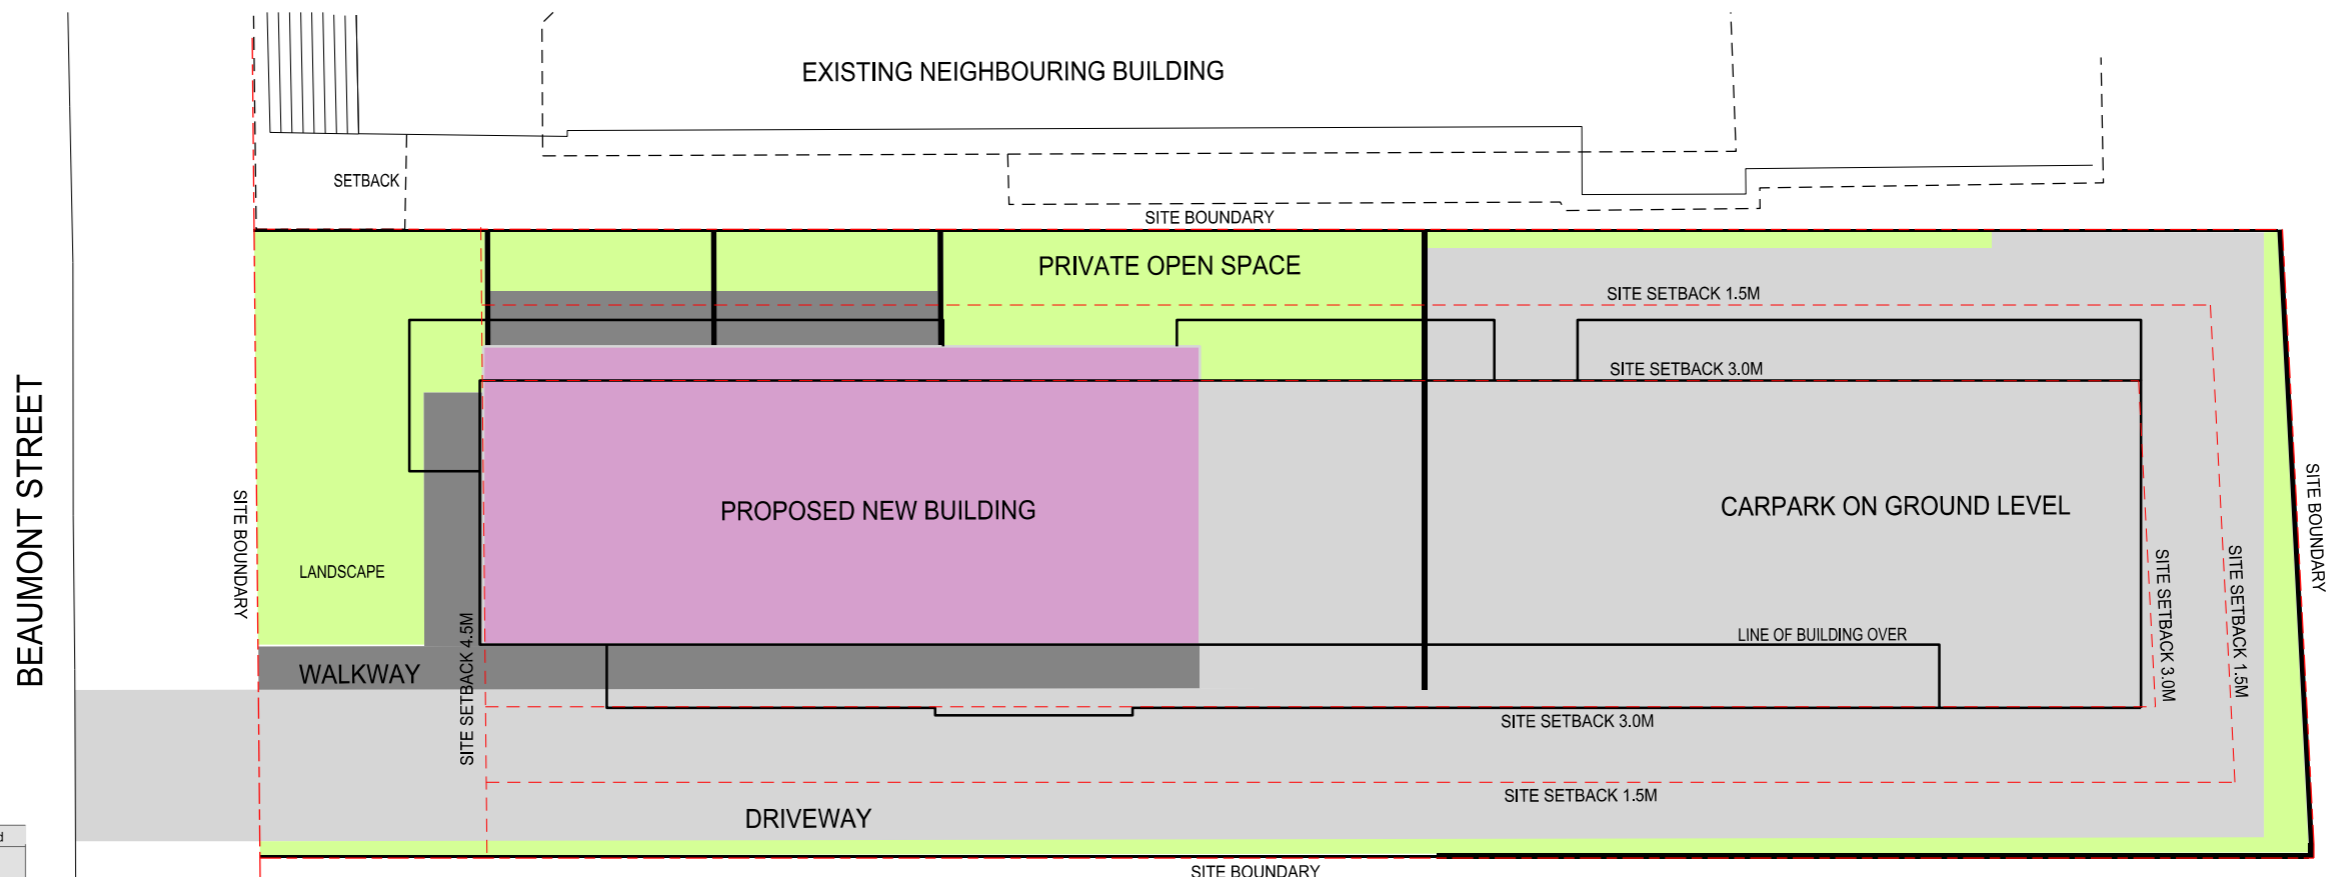 EXISTING NEIGHBOURING BUILDING
SETBACK
SITE BOUNDARY
PRIVATE OPEN SPACE
SITE SETBACK 1.5M
SITE SETBACK 3.0M
BEAUMONT STREET
SITE BOUNDARY
PROPOSED NEW BUILDING
CARPARK ON GROUND LEVEL
SITE BOUNDARY
LANDSCAPE
SITE SETBACK 4.5M
SITE SETBACK 3.0M
SITE SETBACK 1.5M
LINE OF BUILDING OVER
WALKWAY
SITE SETBACK 3.0M
SITE SETBACK 1.5M
DRIVEWAY
SITE BOUNDARY